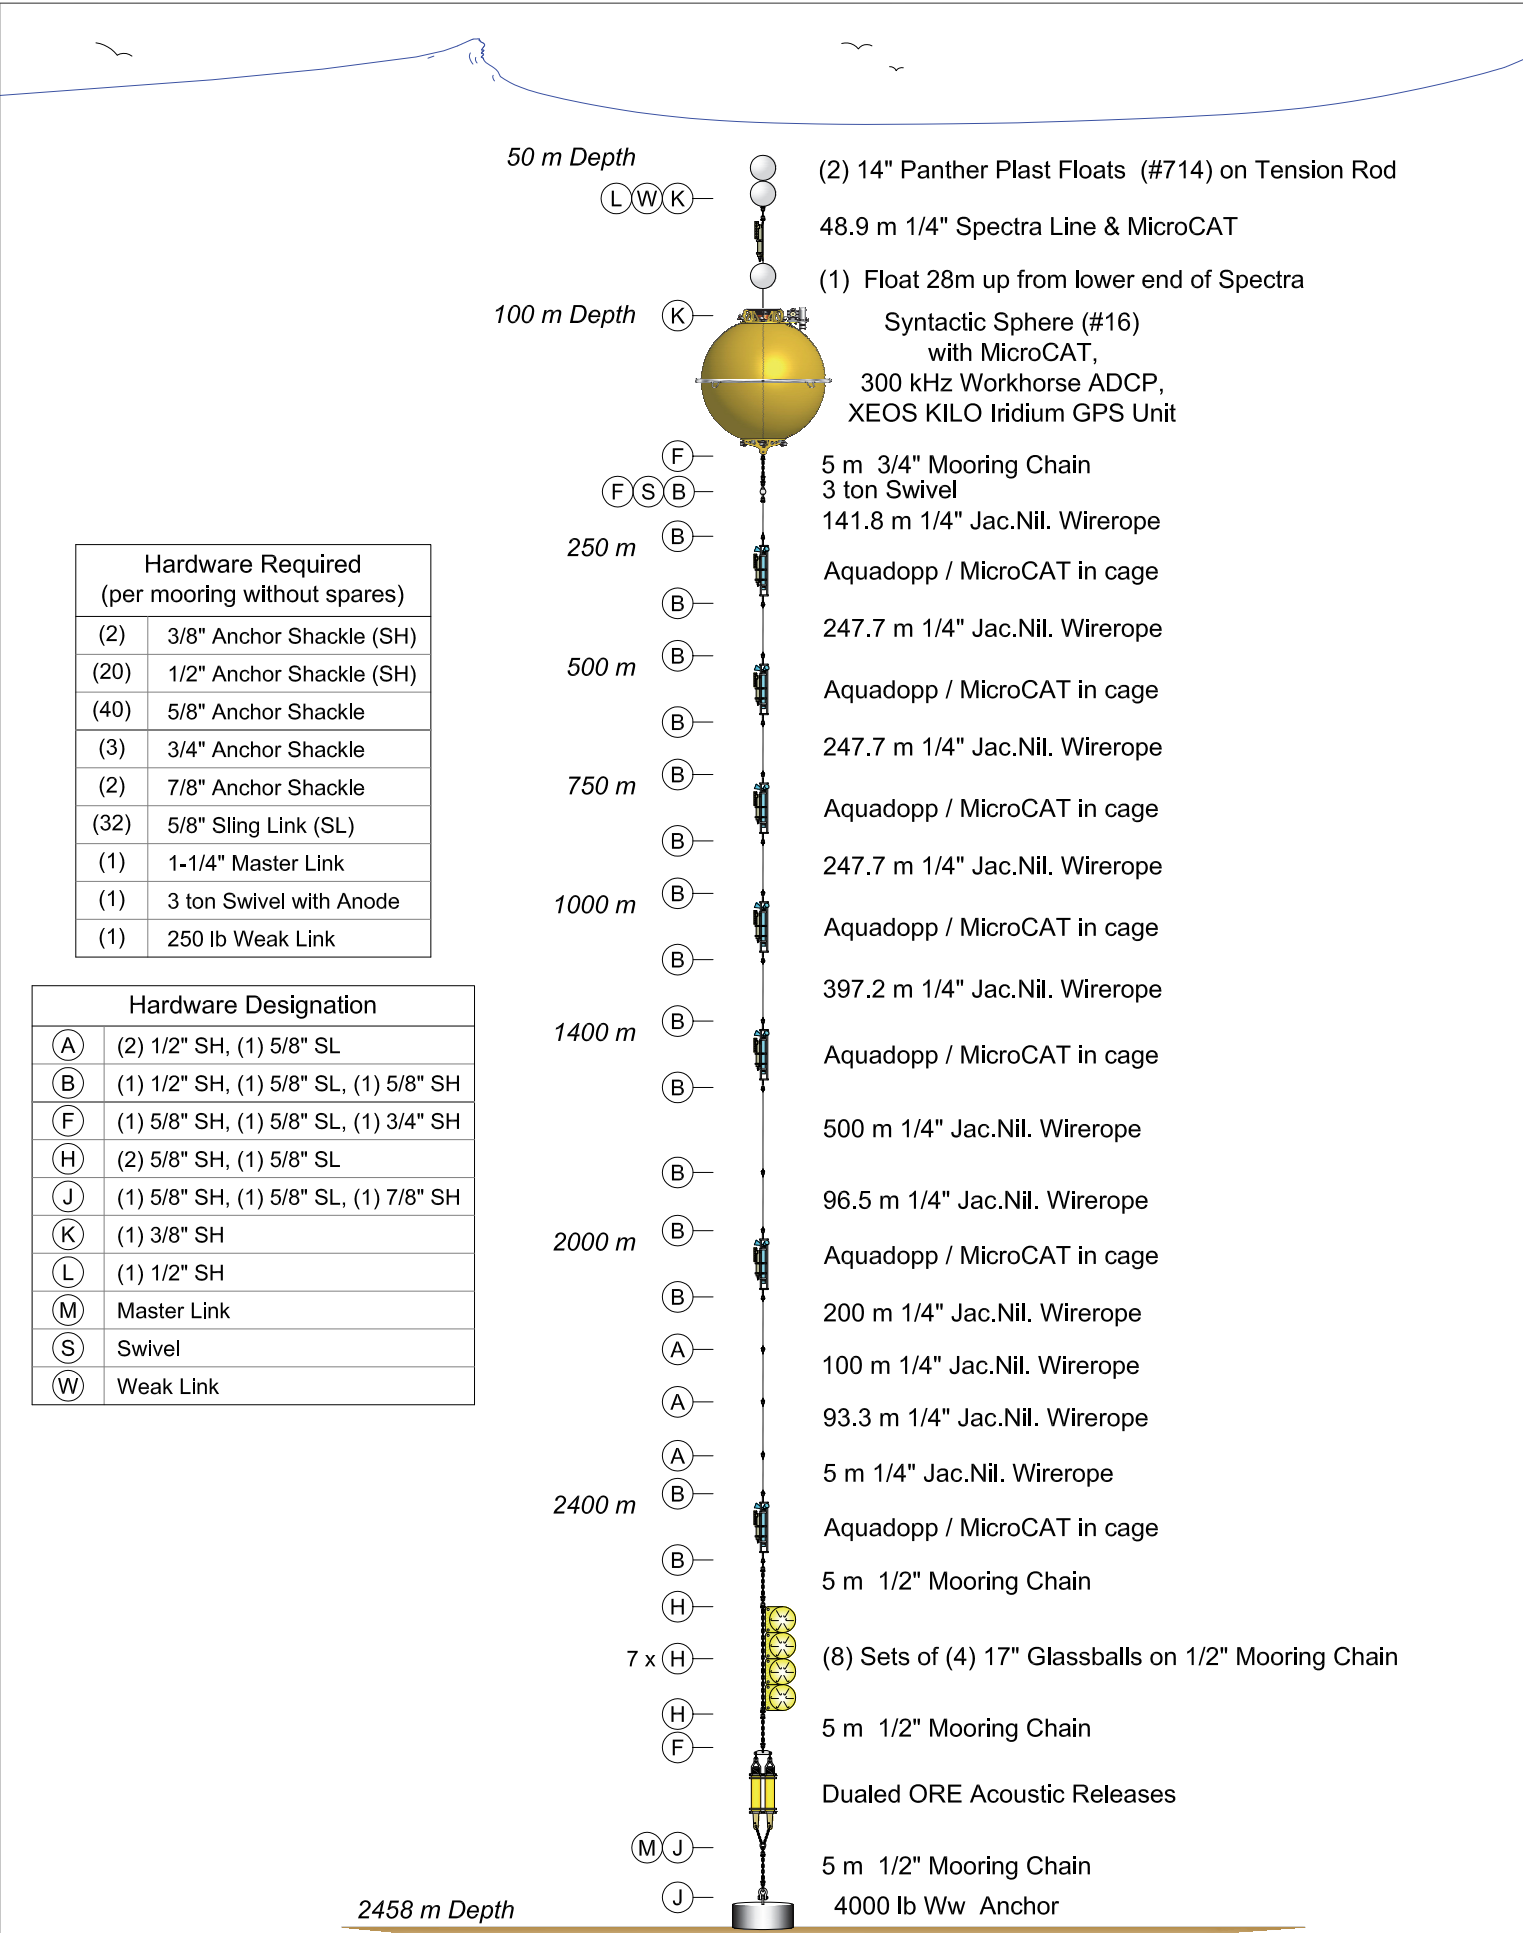 50 m Depth
(2) 14" Panther Plast Floats (#714) on Tension Rod
L W K
48.9 m 1/4" Spectra Line & MicroCAT
(1) Float 28m up from lower end of Spectra
100 m Depth
K
Syntactic Sphere (#16)
with MicroCAT,
300 kHz Workhorse ADCP,
XEOS KILO Iridium GPS Unit
F
5 m 3/4" Mooring Chain
F S B
3 ton Swivel
141.8 m 1/4" Jac.Nil. Wirerope
250 m
B
Aquadopp / MicroCAT in cage
B
247.7 m 1/4" Jac.Nil. Wirerope
500 m
B
Aquadopp / MicroCAT in cage
B
247.7 m 1/4" Jac.Nil. Wirerope
750 m
B
Aquadopp / MicroCAT in cage
B
247.7 m 1/4" Jac.Nil. Wirerope
1000 m
B
Aquadopp / MicroCAT in cage
B
397.2 m 1/4" Jac.Nil. Wirerope
1400 m
B
Aquadopp / MicroCAT in cage
B
500 m 1/4" Jac.Nil. Wirerope
B
96.5 m 1/4" Jac.Nil. Wirerope
2000 m
B
Aquadopp / MicroCAT in cage
B
200 m 1/4" Jac.Nil. Wirerope
A
100 m 1/4" Jac.Nil. Wirerope
A
93.3 m 1/4" Jac.Nil. Wirerope
A
5 m 1/4" Jac.Nil. Wirerope
2400 m
B
Aquadopp / MicroCAT in cage
B
5 m 1/2" Mooring Chain
H
7 x H
(8) Sets of (4) 17" Glassballs on 1/2" Mooring Chain
H
5 m 1/2" Mooring Chain
F
Dualed ORE Acoustic Releases
M J
5 m 1/2" Mooring Chain
J
4000 lb Ww Anchor
2458 m Depth
Hardware Required
(per mooring without spares)
(2) 3/8" Anchor Shackle (SH)
(20) 1/2" Anchor Shackle (SH)
(40) 5/8" Anchor Shackle
(3) 3/4" Anchor Shackle
(2) 7/8" Anchor Shackle
(32) 5/8" Sling Link (SL)
(1) 1-1/4" Master Link
(1) 3 ton Swivel with Anode
(1) 250 lb Weak Link
Hardware Designation
A (2) 1/2" SH, (1) 5/8" SL
B (1) 1/2" SH, (1) 5/8" SL, (1) 5/8" SH
F (1) 5/8" SH, (1) 5/8" SL, (1) 3/4" SH
H (2) 5/8" SH, (1) 5/8" SL
J (1) 5/8" SH, (1) 5/8" SL, (1) 7/8" SH
K (1) 3/8" SH
L (1) 1/2" SH
M Master Link
S Swivel
W Weak Link